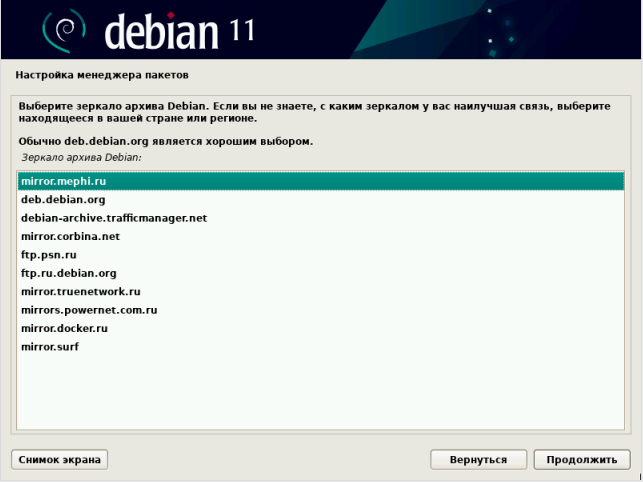 debian 11
Настройка менеджера пакетов
Выберите зеркало архива Debian. Если вы не знаете, с каким зеркалом у вас наилучшая связь, выберите
находящееся в вашей стране или регионе.
Обычно deb.debian.org является хорошим выбором.
Зеркало архива Debian:
mirror.mephi.ru
deb.debian.org
debian-archive.trafficmanager.net
mirror.corbina.net
ftp.psn.ru
ftp.ru.debian.org
mirror.truenetwork.ru
mirrors.powernet.com.ru
mirror.docker.ru
mirror.surf
Снимок экрана Вернуться Продолжить